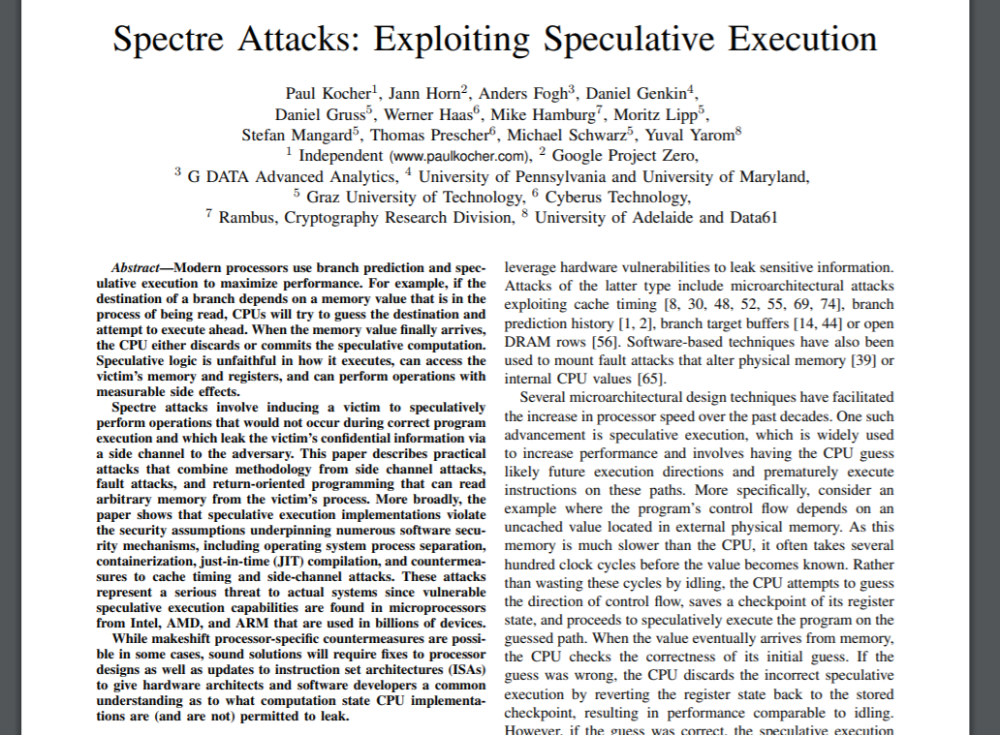 Spectre Attacks: Exploiting Speculative Execution
Paul Kocher¹, Jann Horn², Anders Fogh³, Daniel Genkin⁴,
Daniel Gruss⁵, Werner Haas⁶, Mike Hamburg⁷, Moritz Lipp⁵,
Stefan Mangard⁵, Thomas Prescher⁶, Michael Schwarz⁵, Yuval Yarom⁸
¹ Independent (www.paulkocher.com), ² Google Project Zero,
³ G DATA Advanced Analytics, ⁴ University of Pennsylvania and University of Maryland,
⁵ Graz University of Technology, ⁶ Cyberus Technology,
⁷ Rambus, Cryptography Research Division, ⁸ University of Adelaide and Data61
Abstract—Modern processors use branch prediction and spec-
ulative execution to maximize performance. For example, if the
destination of a branch depends on a memory value that is in the
process of being read, CPUs will try to guess the destination and
attempt to execute ahead. When the memory value finally arrives,
the CPU either discards or commits the speculative computation.
Speculative logic is unfaithful in how it executes, can access the
victim's memory and registers, and can perform operations with
measurable side effects.
Spectre attacks involve inducing a victim to speculatively
perform operations that would not occur during correct program
execution and which leak the victim's confidential information via
a side channel to the adversary. This paper describes practical
attacks that combine methodology from side channel attacks,
fault attacks, and return-oriented programming that can read
arbitrary memory from the victim's process. More broadly, the
paper shows that speculative execution implementations violate
the security assumptions underpinning numerous software secu-
rity mechanisms, including operating system process separation,
containerization, just-in-time (JIT) compilation, and countermea-
sures to cache timing and side-channel attacks. These attacks
represent a serious threat to actual systems since vulnerable
speculative execution capabilities are found in microprocessors
from Intel, AMD, and ARM that are used in billions of devices.
While makeshift processor-specific countermeasures are possi-
ble in some cases, sound solutions will require fixes to processor
designs as well as updates to instruction set architectures (ISAs)
to give hardware architects and software developers a common
understanding as to what computation state CPU implementa-
tions are (and are not) permitted to leak.
leverage hardware vulnerabilities to leak sensitive information.
Attacks of the latter type include microarchitectural attacks
exploiting cache timing [8, 30, 48, 52, 55, 69, 74], branch
prediction history [1, 2], branch target buffers [14, 44] or open
DRAM rows [56]. Software-based techniques have also been
used to mount fault attacks that alter physical memory [39] or
internal CPU values [65].
Several microarchitectural design techniques have facilitated
the increase in processor speed over the past decades. One such
advancement is speculative execution, which is widely used
to increase performance and involves having the CPU guess
likely future execution directions and prematurely execute
instructions on these paths. More specifically, consider an
example where the program's control flow depends on an
uncached value located in external physical memory. As this
memory is much slower than the CPU, it often takes several
hundred clock cycles before the value becomes known. Rather
than wasting these cycles by idling, the CPU attempts to guess
the direction of control flow, saves a checkpoint of its register
state, and proceeds to speculatively execute the program on the
guessed path. When the value eventually arrives from memory,
the CPU checks the correctness of its initial guess. If the
guess was wrong, the CPU discards the incorrect speculative
execution by reverting the register state back to the stored
checkpoint, resulting in performance comparable to idling.
However, if the guess was correct, the speculative execution